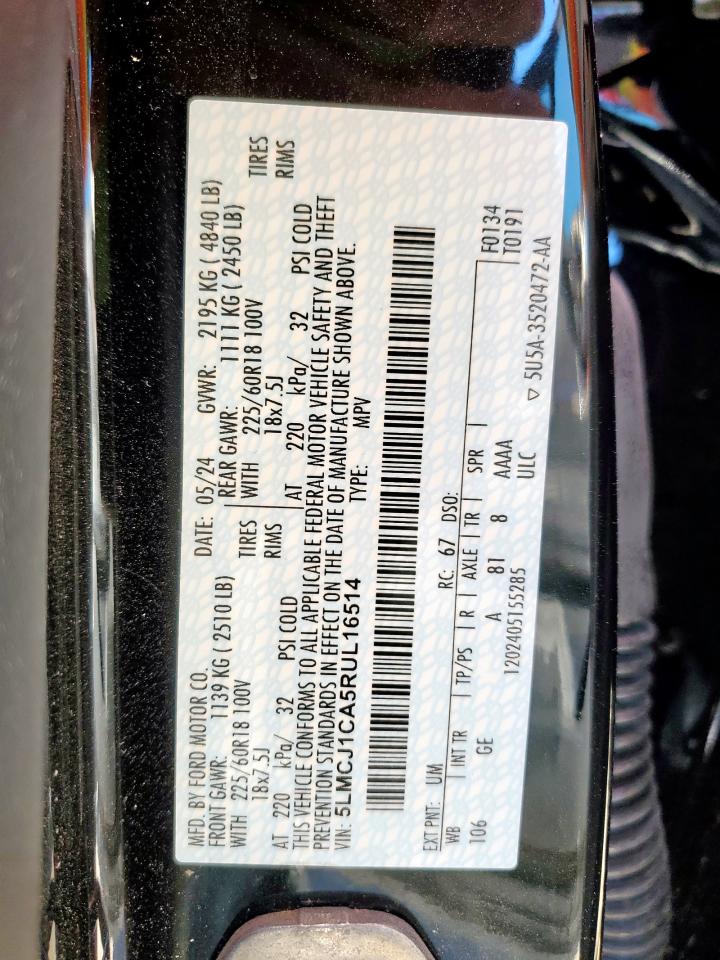 MFD. BY FORD MOTOR CO. DATE: 05/24 GVWR: 2195 KG ( 4840 LB)
FRONT GAWR: 1139 KG ( 2510 LB) REAR GAWR: 1111 KG ( 2450 LB)
WITH 225/60R18 100V TIRES WITH 225/60R18 100V TIRES
18x7.5J RIMS 18x7.5J RIMS
AT 220 kPa/ 32 PSI COLD AT 220 kPa/ 32 PSI COLD
THIS VEHICLE CONFORMS TO ALL APPLICABLE FEDERAL MOTOR VEHICLE SAFETY AND THEFT
PREVENTION STANDARDS IN EFFECT ON THE DATE OF MANUFACTURE SHOWN ABOVE.
VIN: 5LMCJ1CA5RUL16514 TYPE: MPV
EXT PNT: UM RC: 67 DSO:
WB INT TR TP/PS R AXLE TR SPR F0134
106 GE A 81 8 AAAA T0191
1202405155285 ULC
▽ 5U5A-3520472-AA